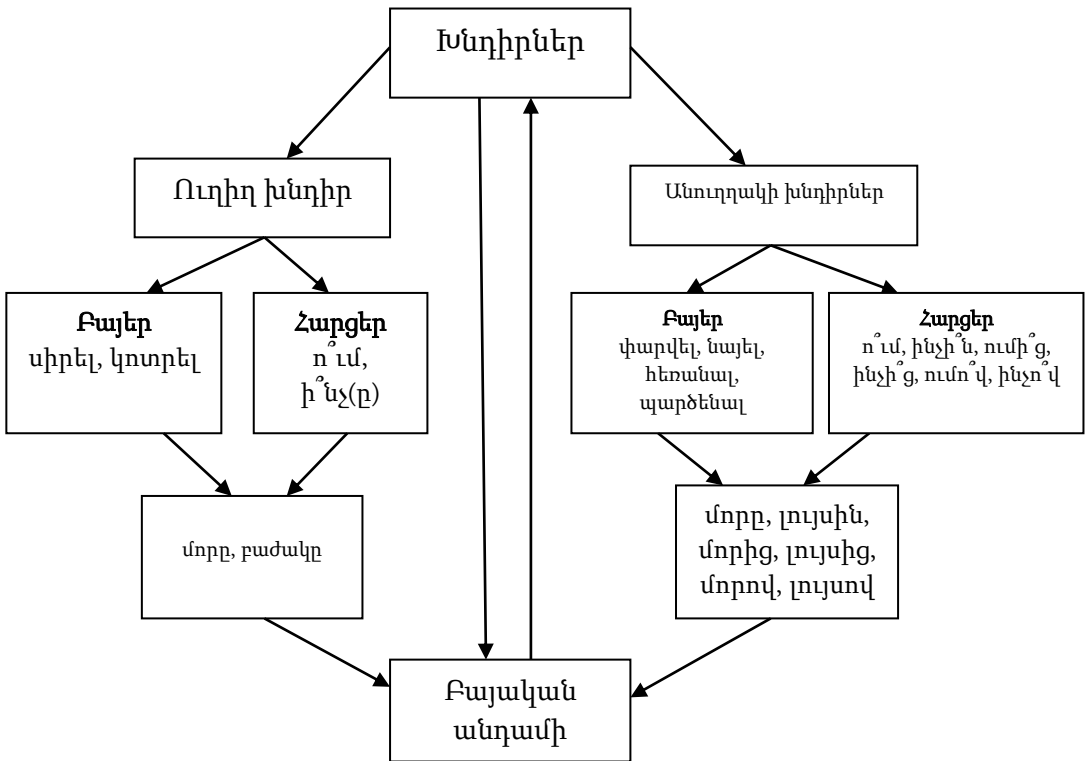 Խնդիրներ
Ուղիղ խնդիր
Անուղղակի խնդիրներ
Բայեր
սիրել, կոտրել
Հարցեր
ո՞ւմ,
ի՞նչ(ը)
Բայեր
փարվել, նայել,
հեռանալ,
պարծենալ
Հարցեր
ո՞ւմ, ինչի՞ն, ումի՞ց,
ինչի՞ց, ումո՞վ, ինչո՞վ
մորը, բաժակը
մորը, լույսին,
մորից, լույսից,
մորով, լույսով
Բայական
անդամի